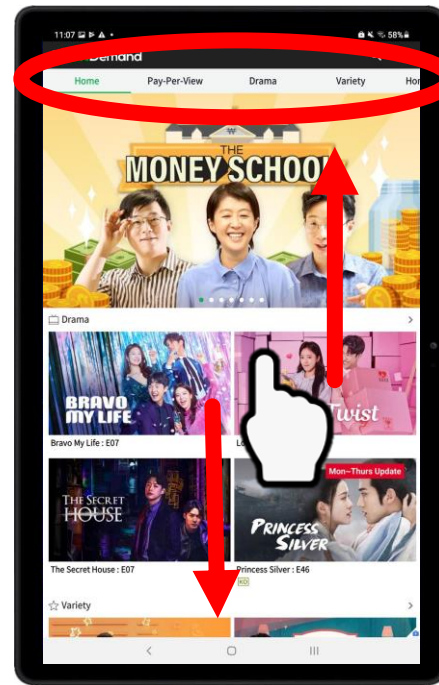 11:07
58%
Demand
Home Pay-Per-View Drama Variety
THE
MONEY SCHOOL
Drama
BRAVO
MY LIFE
Twist
Bravo My Life : E07
Mon~Thurs Update
THE SECRET
HOUSE
PRINCESS
SILVER
The Secret House : E07
Princess Silver : E46
KO
Variety